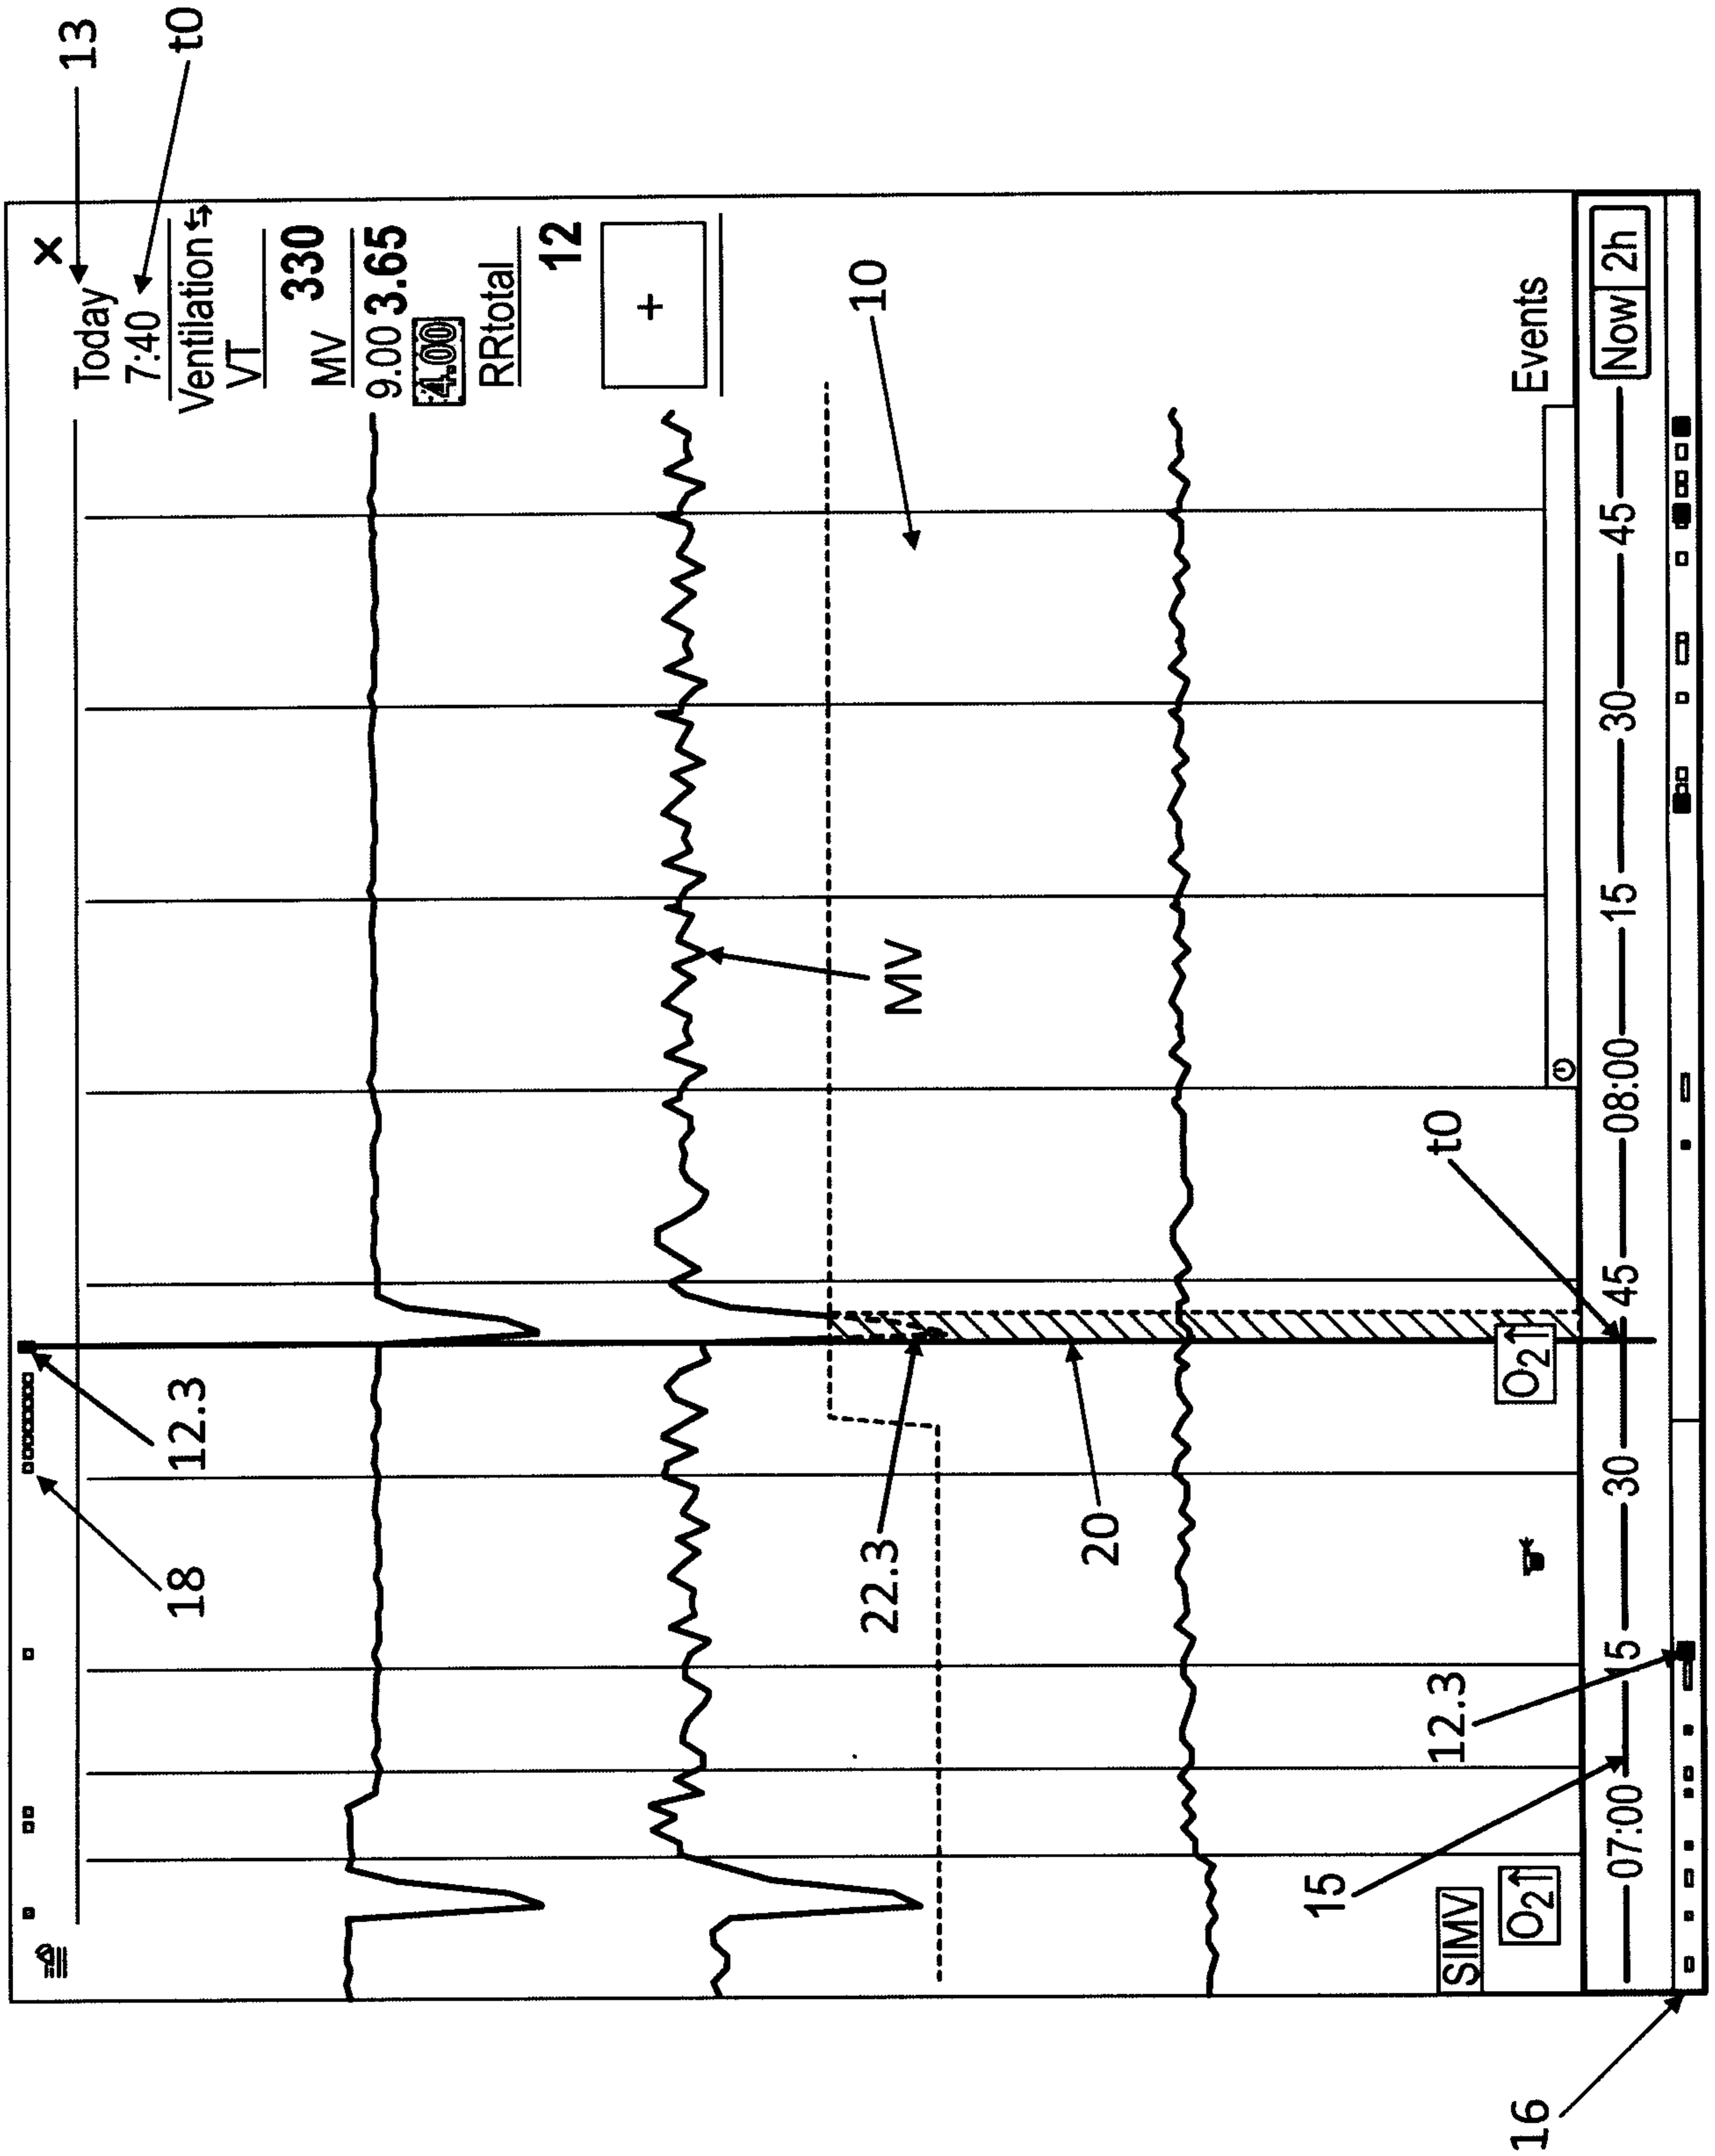 13
t0
x
Today
7:40
Ventilation ⇆
VT
330
MV
9.00 3.65
4.00
RRtotal
12
+
12.3
18
10
MV
22.3
20
Events
SIMV
O2↑
O2↑
t0
12.3
15
07:00 15 30 45 08:00 15 30 45 Now 2h
16